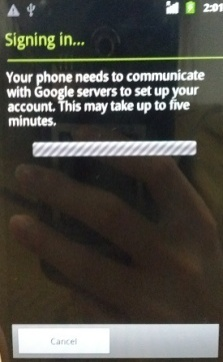 2:01
Signing in...
Your phone needs to communicate
with Google servers to set up your
account. This may take up to five
minutes.
Cancel